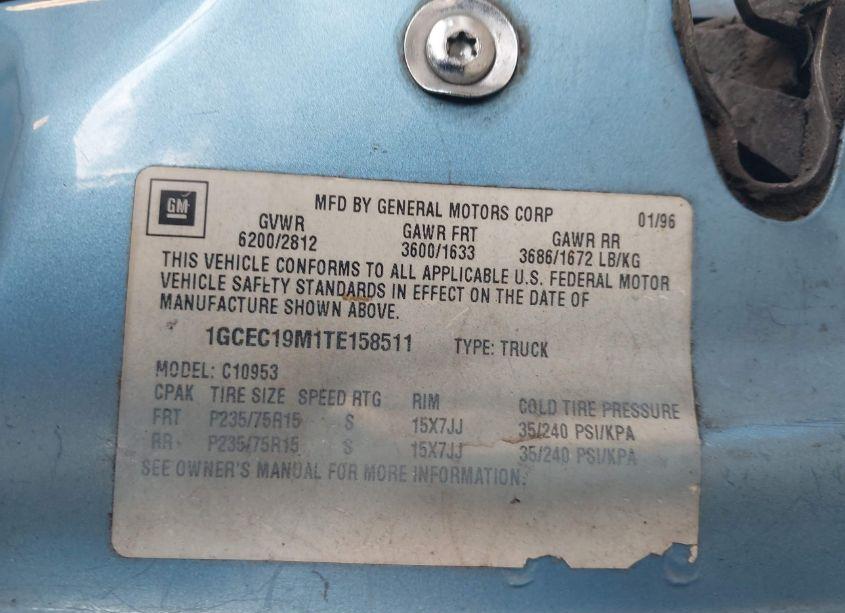 GM MFD BY GENERAL MOTORS CORP 01/96
GVWR GAWR FRT GAWR RR
6200/2812 3600/1633 3686/1672 LB/KG
THIS VEHICLE CONFORMS TO ALL APPLICABLE U.S. FEDERAL MOTOR
VEHICLE SAFETY STANDARDS IN EFFECT ON THE DATE OF
MANUFACTURE SHOWN ABOVE.
1GCEC19M1TE158511 TYPE: TRUCK
MODEL: C10953
CPAK TIRE SIZE SPEED RTG RIM COLD TIRE PRESSURE
FRT P235/75R15 S 15X7JJ 35/240 PSI/KPA
RR P235/75R15 S 15X7JJ 35/240 PSI/KPA
SEE OWNER'S MANUAL FOR MORE INFORMATION.